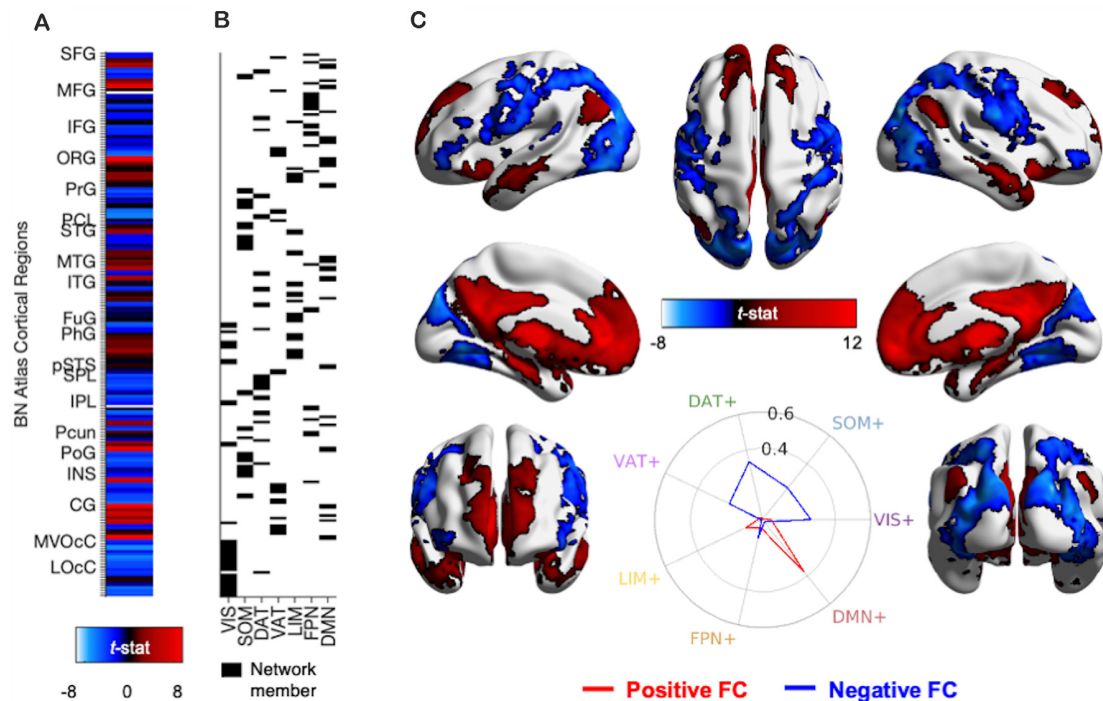 A
B
C
BN Atlas Cortical Regions
SFG
MFG
IFG
ORG
PrG
PCL
STG
MTG
ITG
FuG
PhG
pSTS
SPL
IPL
Pcun
PoG
INS
CG
MVOcC
LOcC
t-stat
-8 0 8
VIS
SOM
DAT
VAT
LIM
FPN
DMN
Network
member
t-stat
-8 12
DAT+
0.6
SOM+
0.4
VAT+
VIS+
LIM+
DMN+
FPN+
Positive FC Negative FC